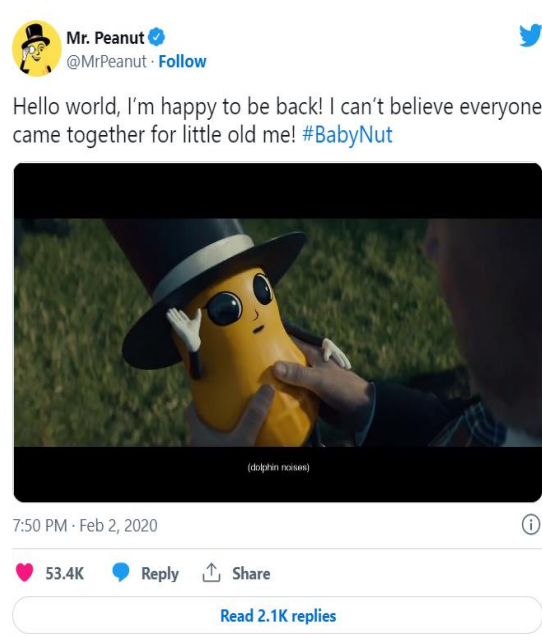 Mr. Peanut
@MrPeanut · Follow
Hello world, I'm happy to be back! I can't believe everyone
came together for little old me! #BabyNut
(dolphin noises)
7:50 PM · Feb 2, 2020
53.4K Reply Share
Read 2.1K replies